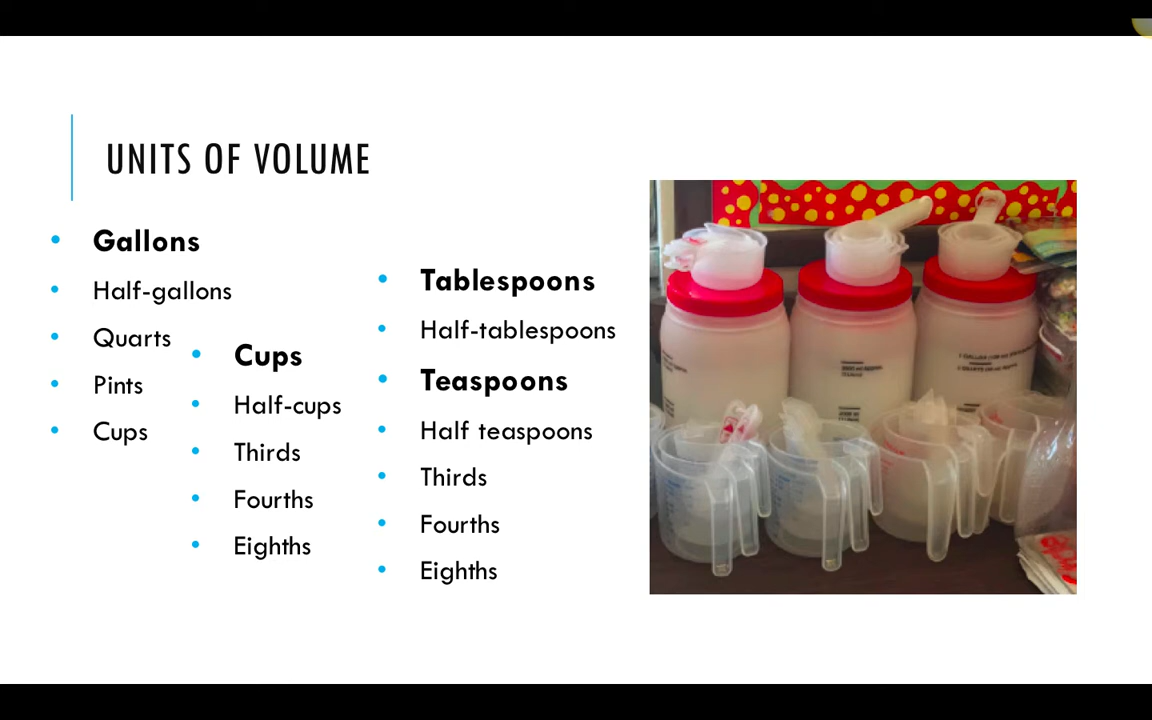 UNITS OF VOLUME
Gallons
Half-gallons
Quarts
Pints
Cups
Cups
Half-cups
Thirds
Fourths
Eighths
Tablespoons
Half-tablespoons
Teaspoons
Half teaspoons
Thirds
Fourths
Eighths